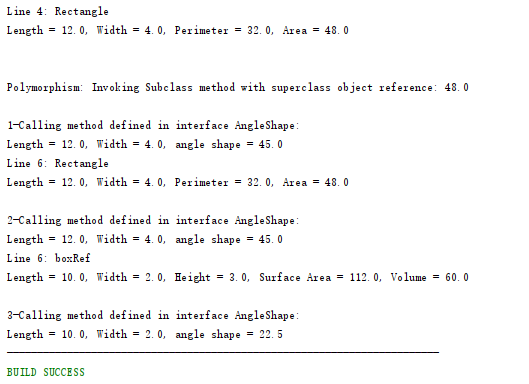 Line 4: Rectangle
Length = 12.0, Width = 4.0, Perimeter = 32.0, Area = 48.0
Polymorphism: Invoking Subclass method with superclass object reference: 48.0
1-Calling method defined in interface AngleShape:
Length = 12.0, Width = 4.0, angle shape = 45.0
Line 6: Rectangle
Length = 12.0, Width = 4.0, Perimeter = 32.0, Area = 48.0
2-Calling method defined in interface AngleShape:
Length = 12.0, Width = 4.0, angle shape = 45.0
Line 6: boxRef
Length = 10.0, Width = 2.0, Height = 3.0, Surface Area = 112.0, Volume = 60.0
3-Calling method defined in interface AngleShape:
Length = 10.0, Width = 2.0, angle shape = 22.5
BUILD SUCCESS